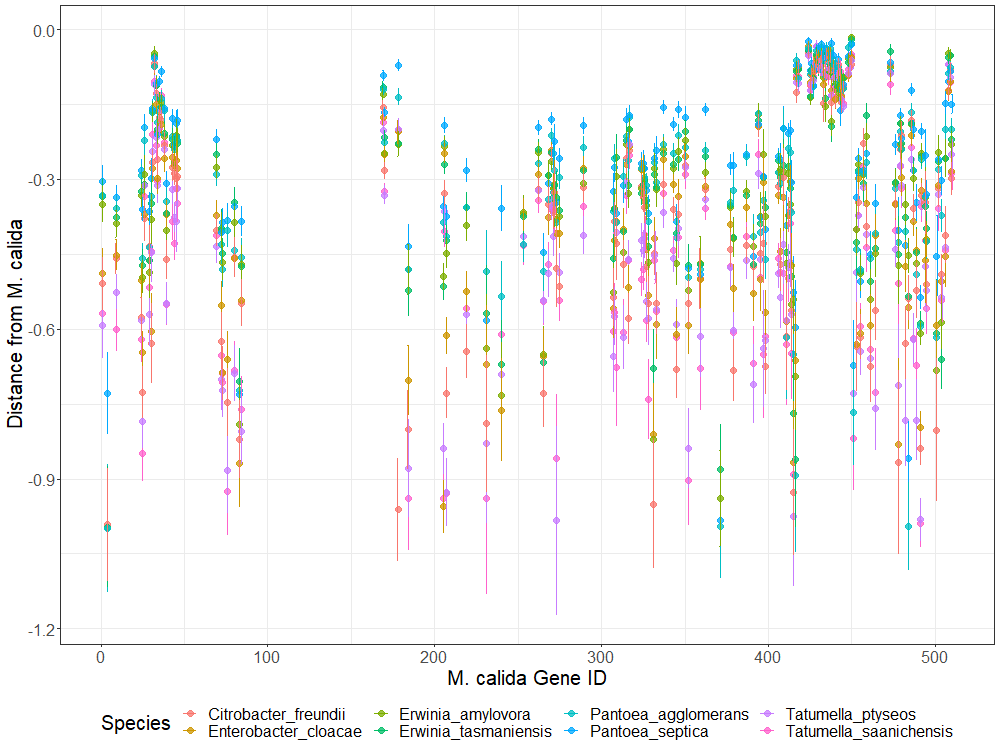 Distance from M. calida
0.0
-0.3
-0.6
-0.9
-1.2
0 100 200 300 400 500
M. calida Gene ID
Species Citrobacter_freundii Erwinia_amylovora Pantoea_agglomerans Tatumella_ptyseos
Enterobacter_cloacae Erwinia_tasmaniensis Pantoea_septica Tatumella_saanichensis